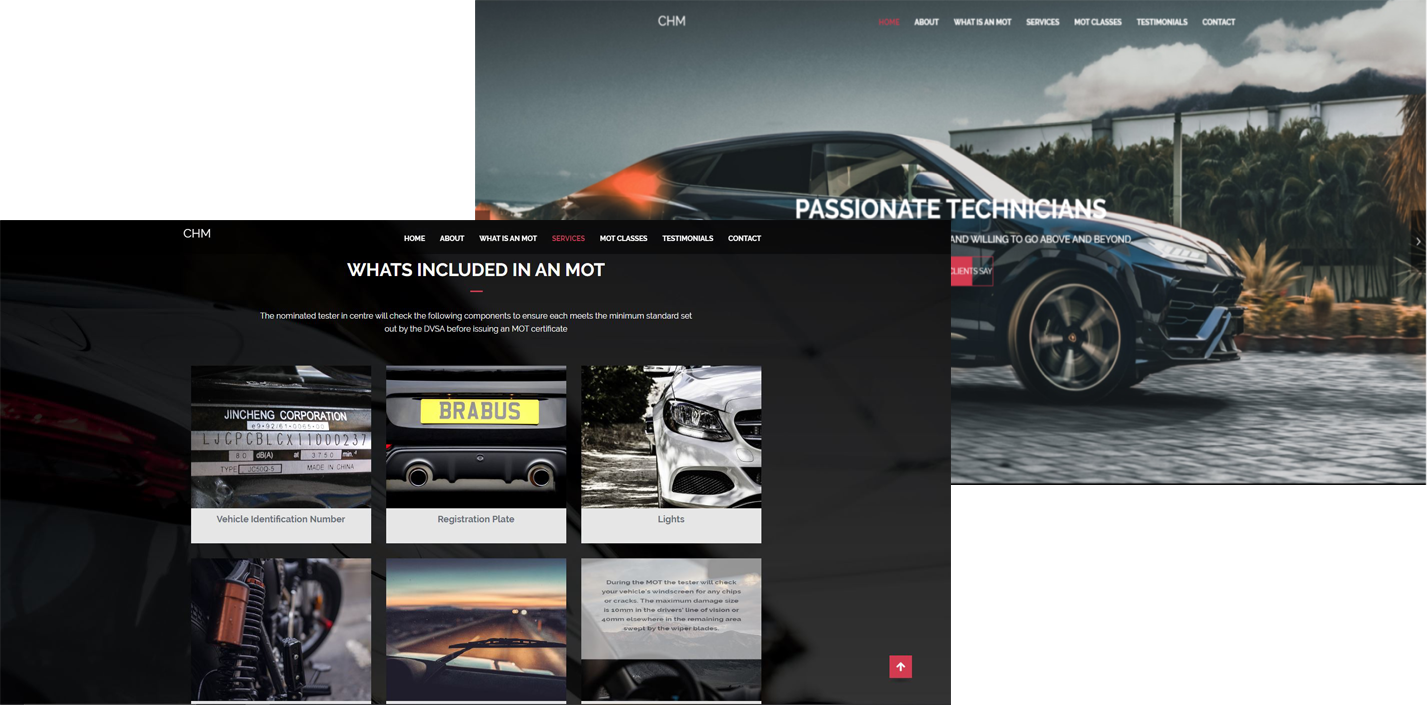 CHM
HOME ABOUT WHAT IS AN MOT SERVICES MOT CLASSES TESTIMONIALS CONTACT
PASSIONATE TECHNICIANS
AND WILLING TO GO ABOVE AND BEYOND
CLIENTS SAY
CHM
HOME ABOUT WHAT IS AN MOT SERVICES MOT CLASSES TESTIMONIALS CONTACT
WHATS INCLUDED IN AN MOT
The nominated tester in centre will check the following components to ensure each meets the minimum standard set
out by the DVSA before issuing an MOT certificate
JINCHENG CORPORATION
e9*92/61*0065*00
LJCPCBLCX11000237
80 dB(A) at 3750 min.
TYPE JC50Q-5 MADE IN CHINA
BRABUS
Vehicle Identification Number
Registration Plate
Lights
During the MOT the tester will check
your vehicle's windscreen for any chips
or cracks. The maximum damage size
is 10mm in the drivers' line of vision or
40mm elsewhere in the remaining area
swept by the wiper blades.